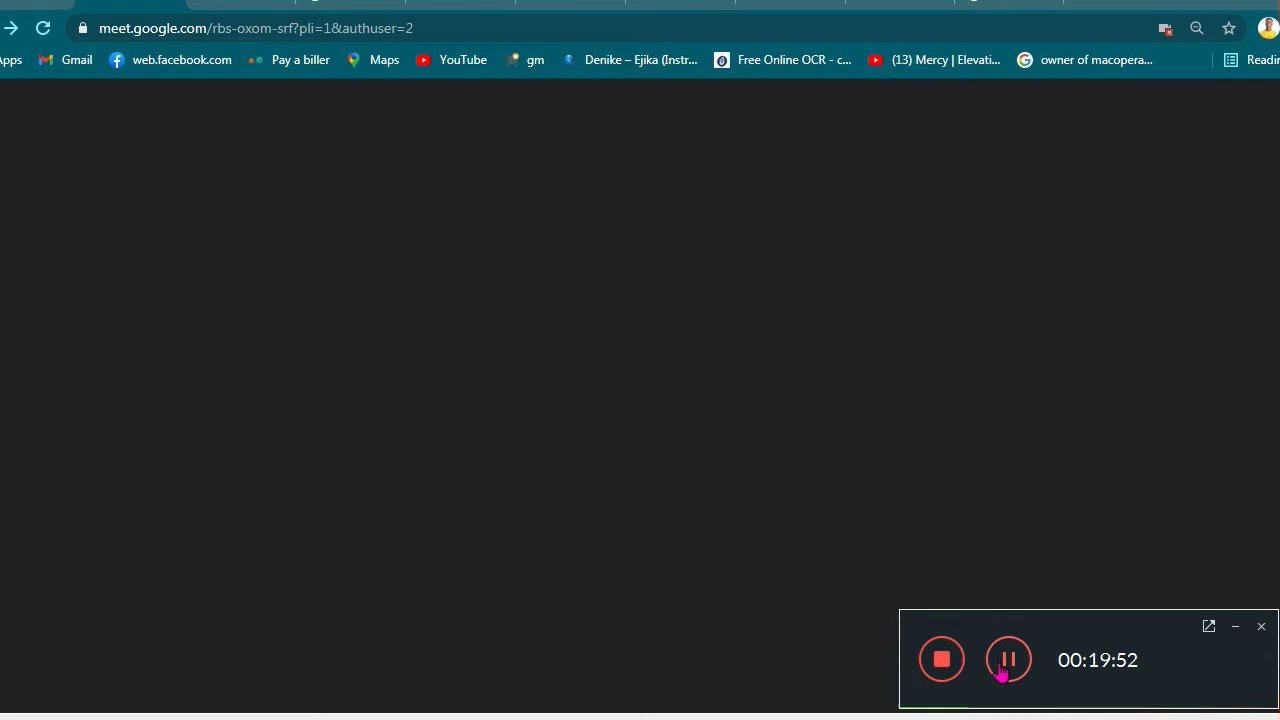 meet.google.com/rbs-oxom-srf?pli=1&authuser=2
Apps Gmail web.facebook.com Pay a biller Maps YouTube gm Denike – Ejika (Instr... Free Online OCR - c... (13) Mercy | Elevati... owner of macopera... Readin
00:19:52